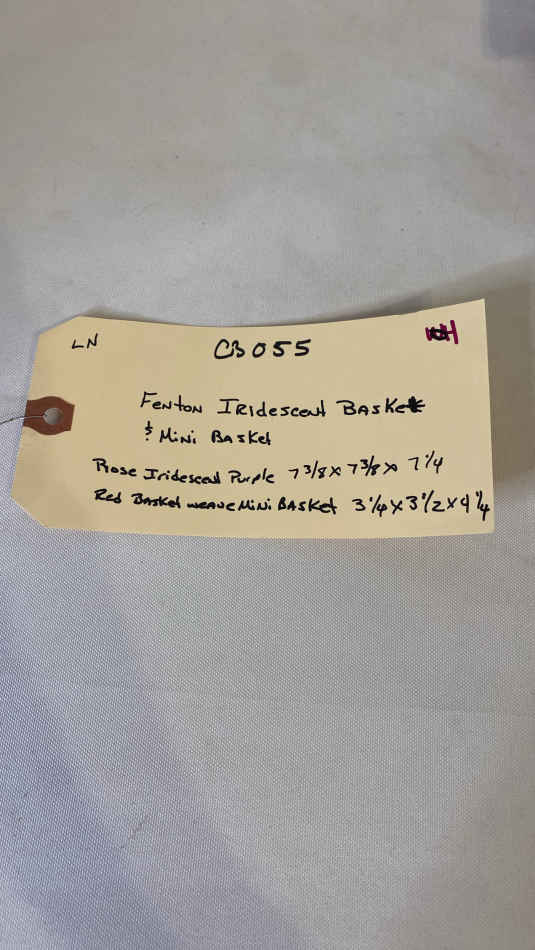 LN
CB055
Fenton Iridescent Basket
& Mini Basket
Rose Iridescent Purple 7 3/8 x 7 3/8 x 7 1/4
Red Basket weave Mini Basket 3 1/4 x 3 1/2 x 4 1/4